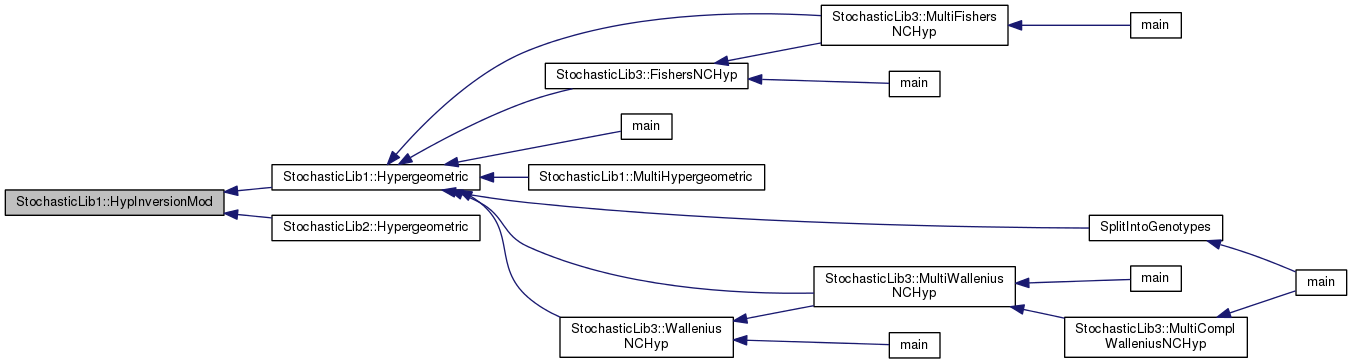 StochasticLib3::MultiFishers
NCHyp
main
StochasticLib3::FishersNCHyp
main
main
StochasticLib1::Hypergeometric
StochasticLib1::MultiHypergeometric
StochasticLib1::HypInversionMod
StochasticLib2::Hypergeometric
SplitIntoGenotypes
StochasticLib3::MultiWallenius
NCHyp
main
main
StochasticLib3::Wallenius
NCHyp
main
StochasticLib3::MultiCompl
WalleniusNCHyp